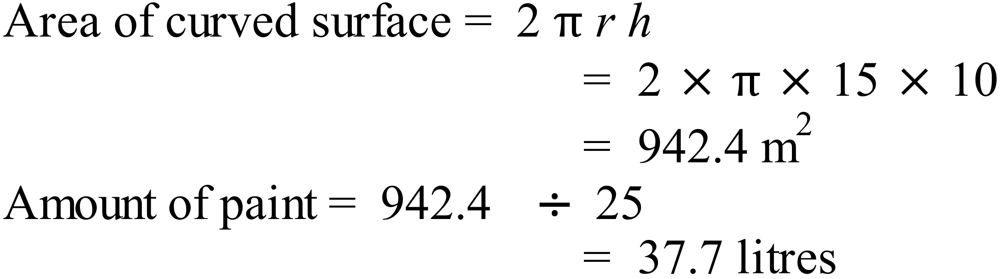 Area of curved surface = 2 π r h
= 2 × π × 15 × 10
= 942.4 m²
Amount of paint = 942.4 ÷ 25
= 37.7 litres